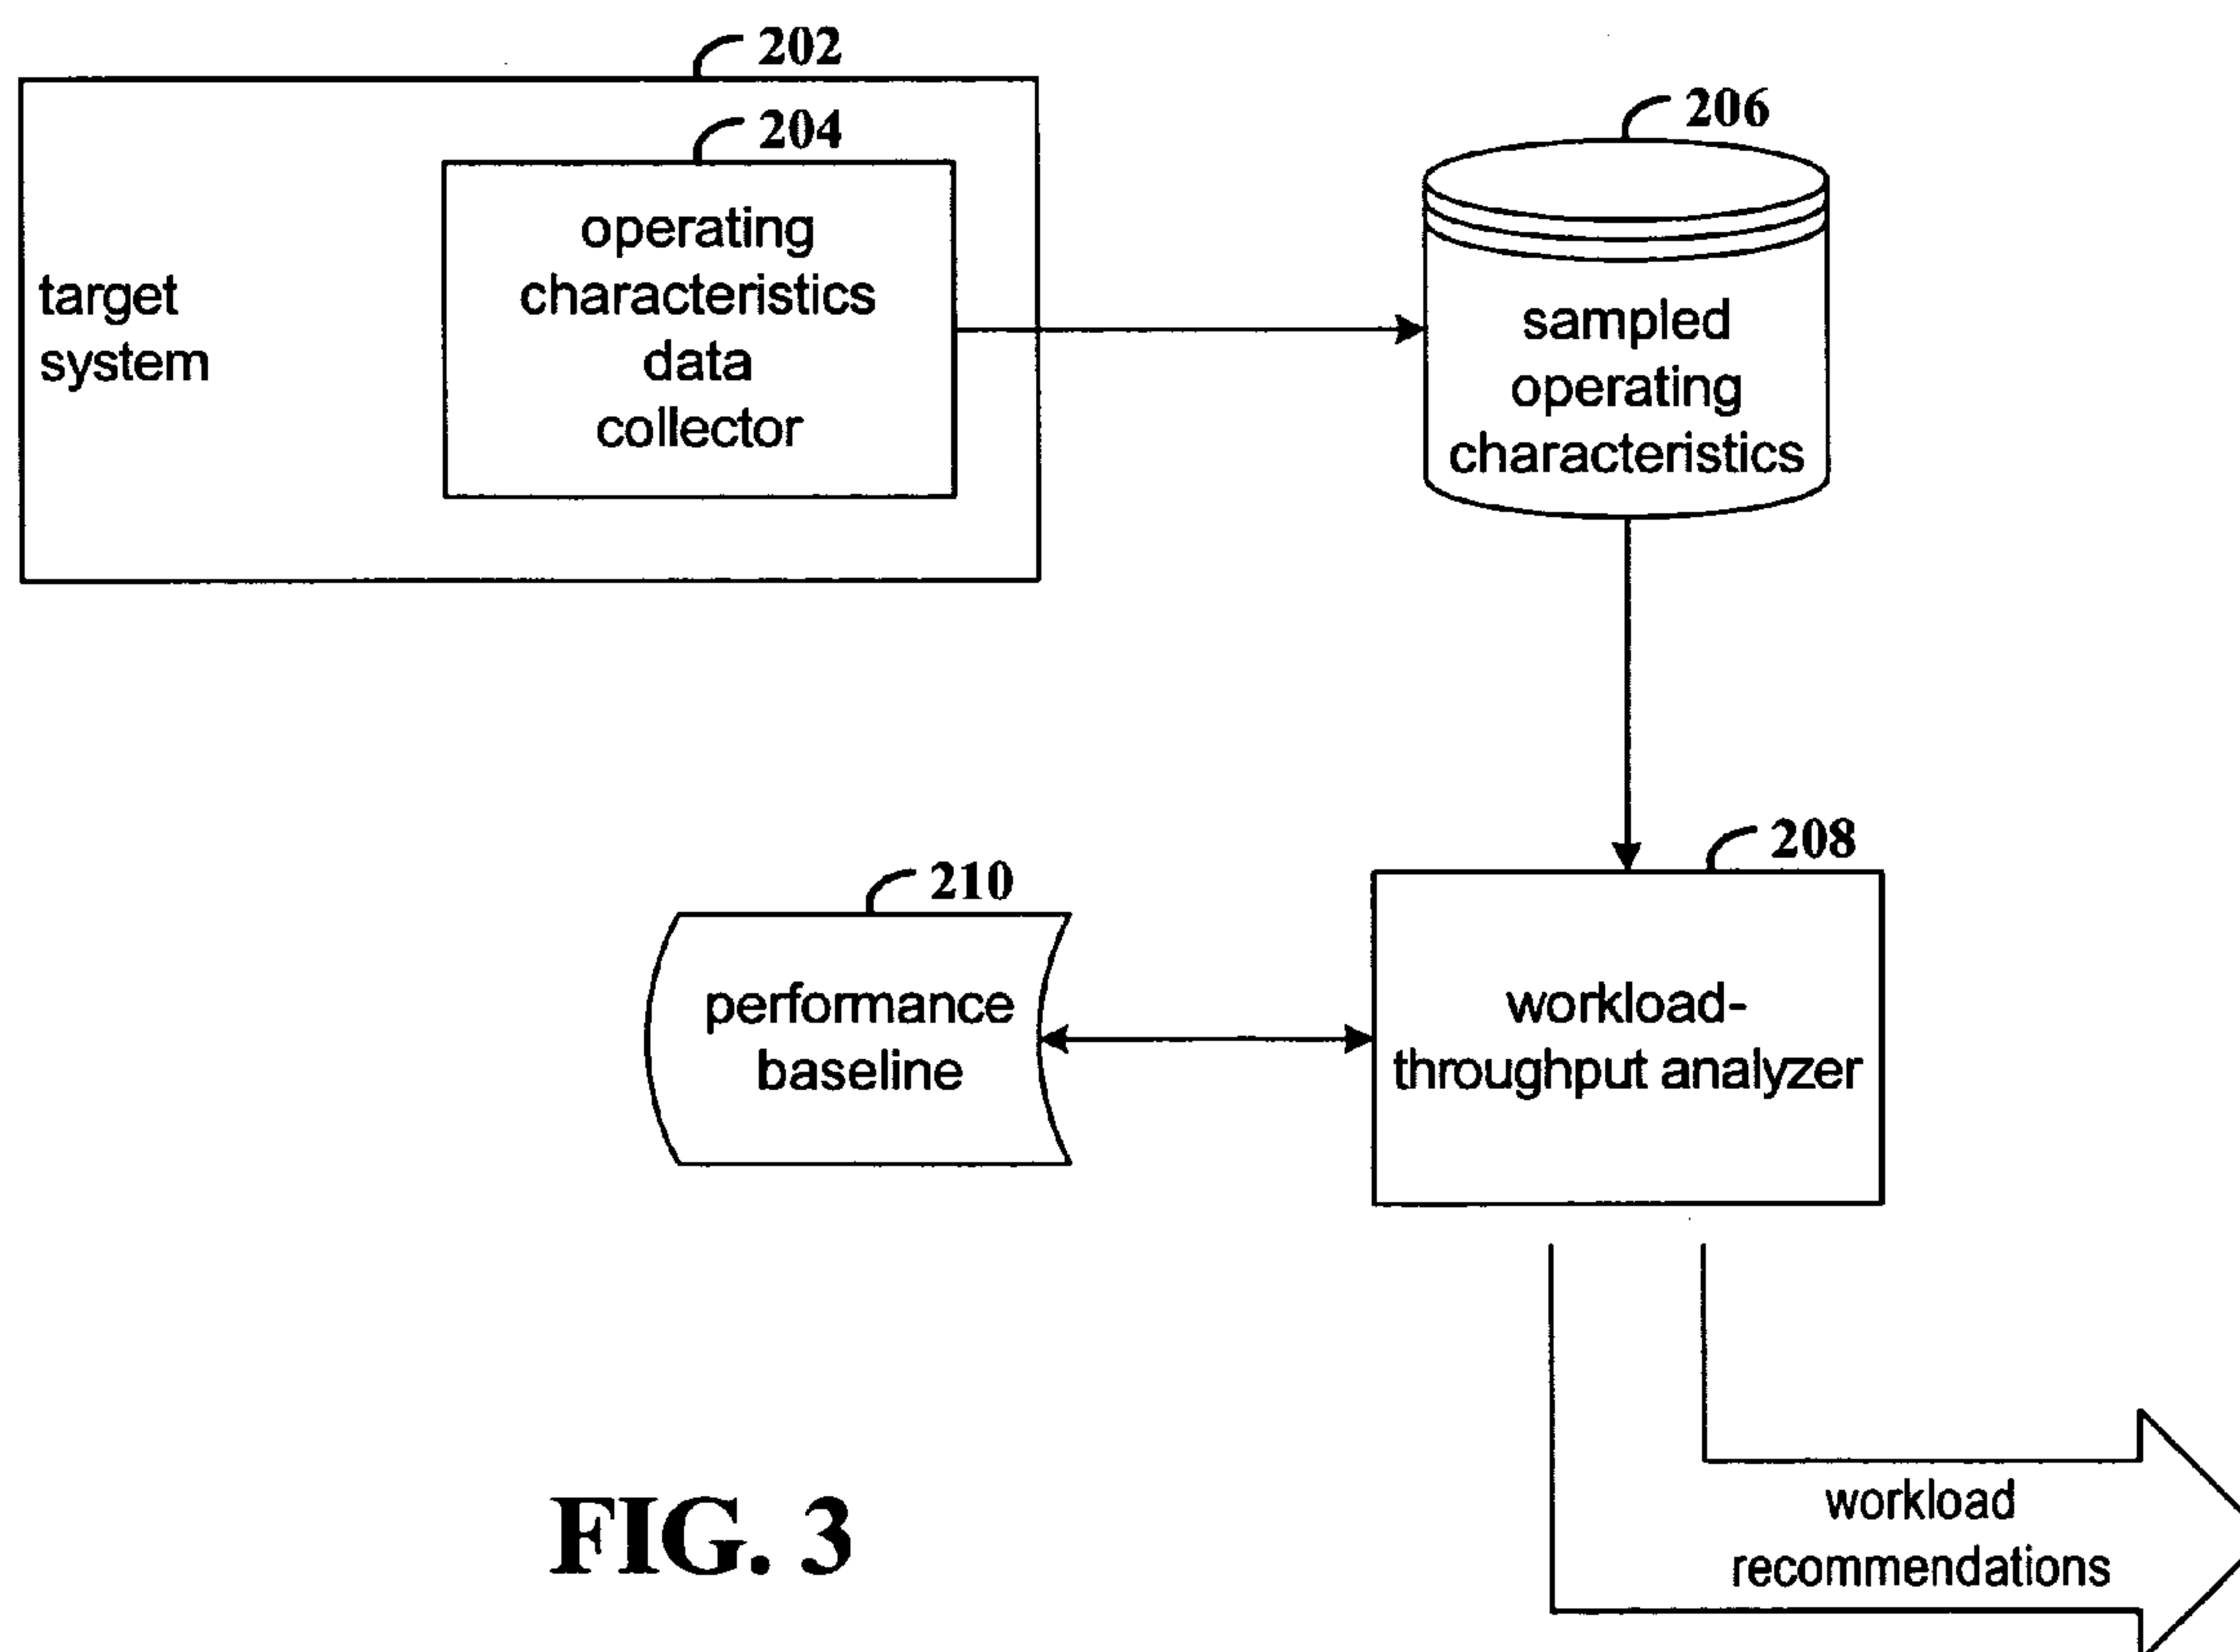 202
204
operating
characteristics
data
collector
target
system
206
sampled
operating
characteristics
208
workload-
throughput analyzer
210
performance
baseline
workload
recommendations
FIG. 3